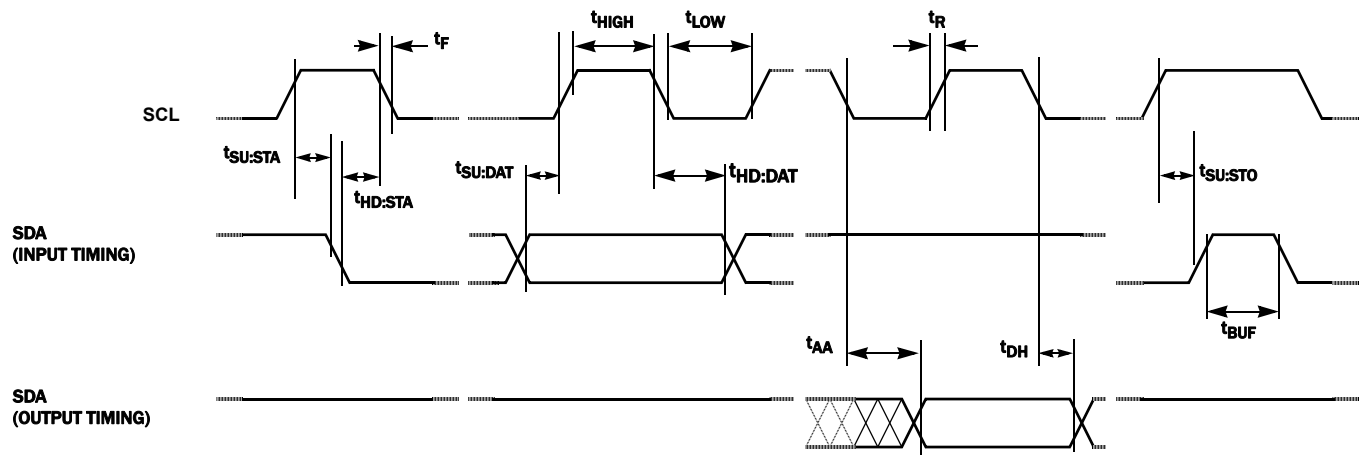 tF
tHIGH
tLOW
tR
SCL
tSU:STA
tHD:STA
tSU:DAT
tHD:DAT
tSU:STO
SDA
(INPUT TIMING)
tBUF
tAA
tDH
SDA
(OUTPUT TIMING)